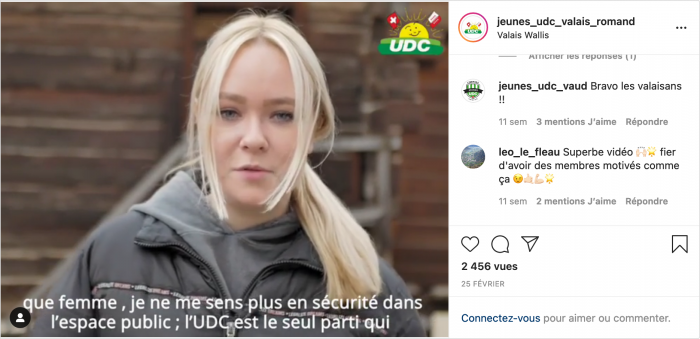 UDC
que femme , je ne me sens plus en sécurité dans
l'espace public ; l'UDC est le seul parti qui
jeunes_udc_valais_romand
Valais Wallis
Afficher les réponses (1)
jeunes_udc_vaud Bravo les valaisans
!!
11 sem 3 mentions J'aime Répondre
leo_le_fleau Superbe vidéo 🙌🏻🌟 fier
d'avoir des membres motivés comme
ça 😉👍🏻💪🏻🌟
11 sem 2 mentions J'aime Répondre
2 456 vues
25 FÉVRIER
Connectez-vous pour aimer ou commenter.